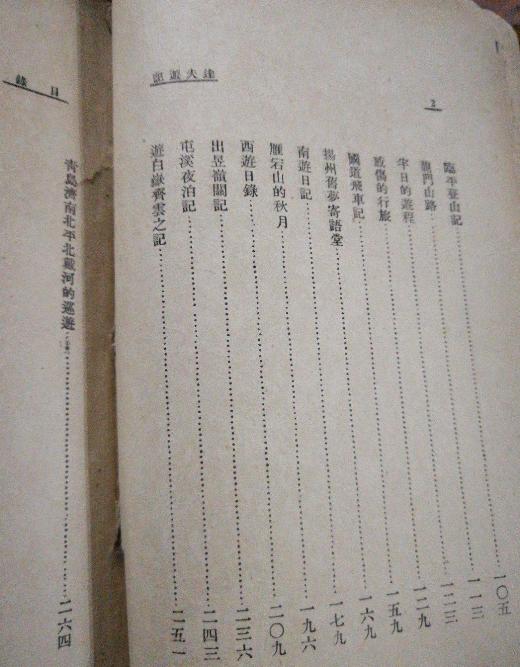 達夫遊記
2
臨平登山記 一〇五
龍門山路 一一三
半日的遊程 一二三
感傷的行旅 一二九
國道飛車記 一五九
揚州舊夢寄語堂 一六九
南遊日記 一七九
雁宕山的秋月 一九六
西遊日錄 二〇九
出昱嶺關記 二三六
屯溪夜泊記 二四三
遊白嶽齊雲之記 二五一
目錄
青島濟南北平北戴河的巡遊 二六四